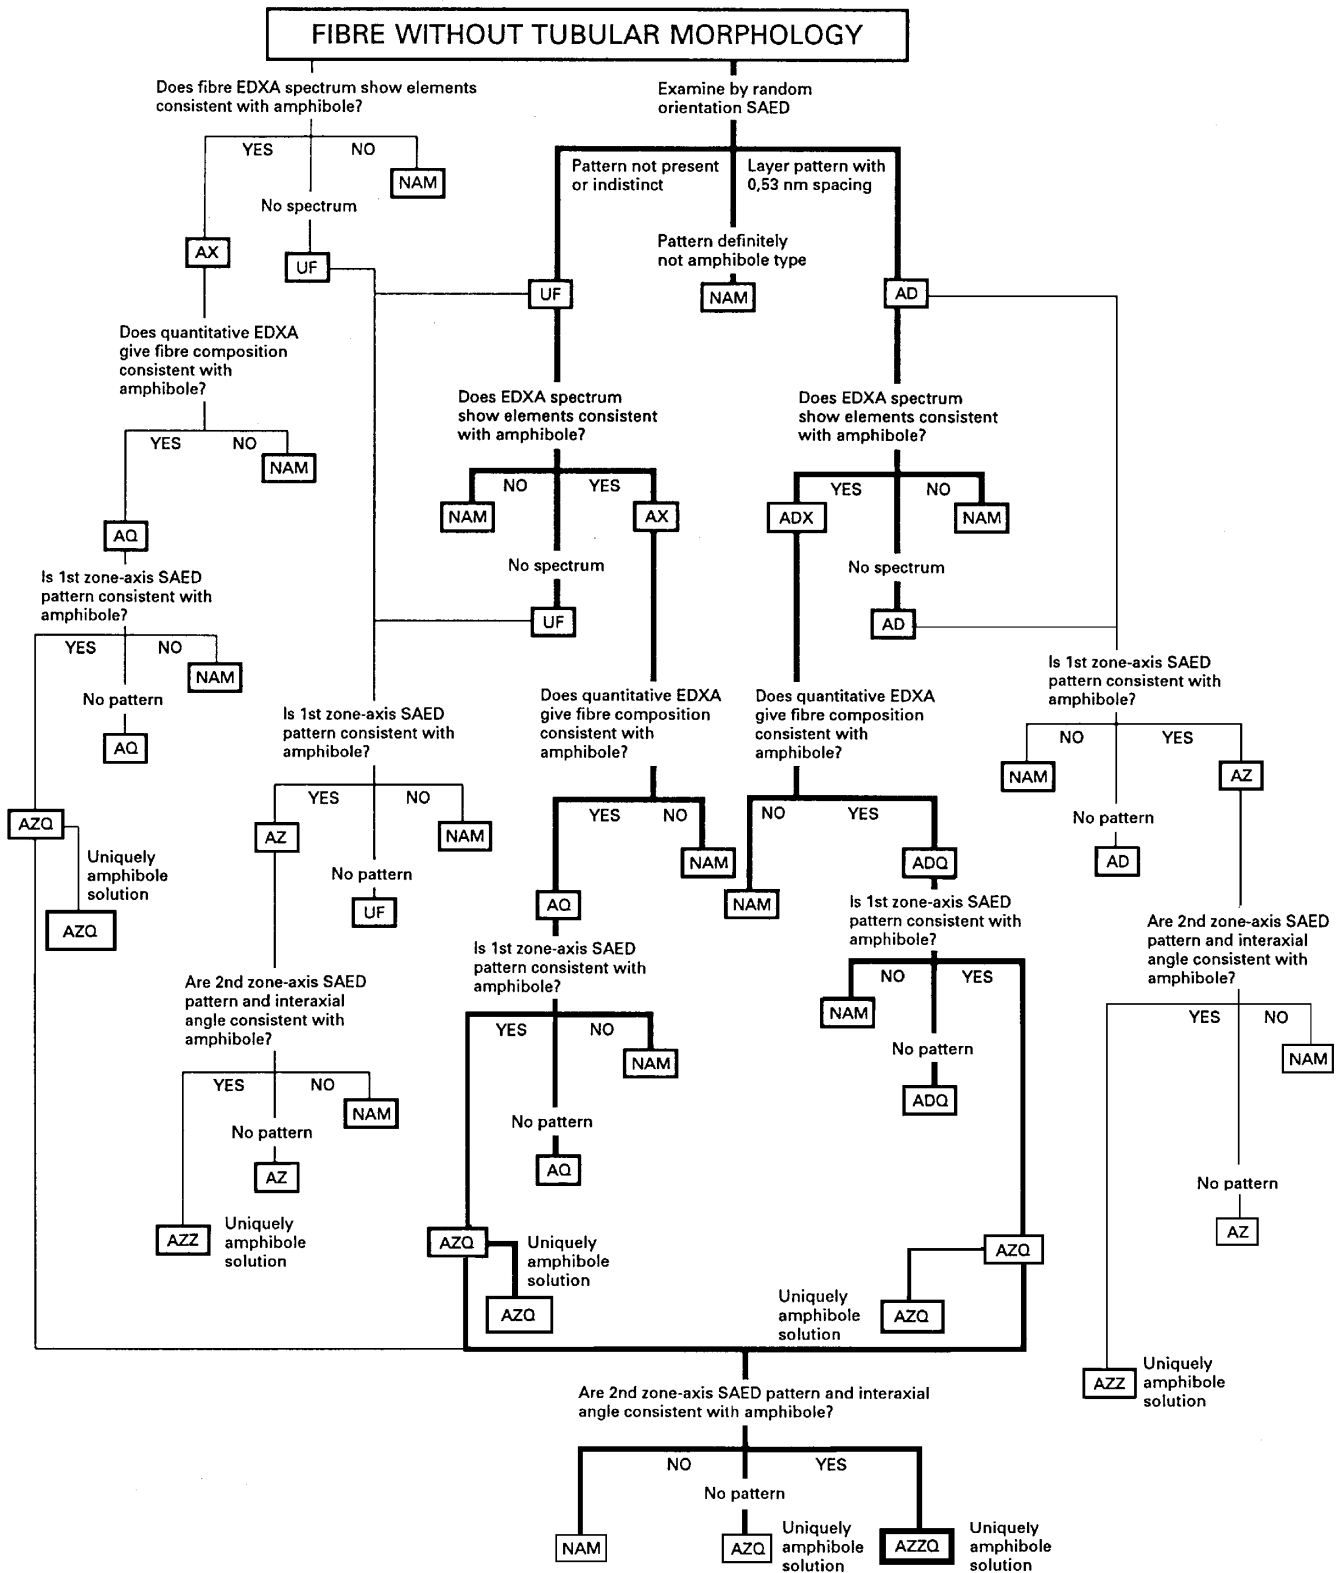 FIBRE WITHOUT TUBULAR MORPHOLOGY
Does fibre EDXA spectrum show elements
consistent with amphibole?
YES
NO
NAM
No spectrum
AX
UF
Does quantitative EDXA
give fibre composition
consistent with
amphibole?
YES
NO
NAM
AQ
Is 1st zone-axis SAED
pattern consistent with
amphibole?
YES
NO
NAM
No pattern
AQ
AZQ
Uniquely
amphibole
solution
AZQ
Is 1st zone-axis SAED
pattern consistent with
amphibole?
YES
NO
AZ
NAM
No pattern
UF
Are 2nd zone-axis SAED
pattern and interaxial
angle consistent with
amphibole?
YES
NO
NAM
No pattern
AZ
AZZ
Uniquely
amphibole
solution
Examine by random
orientation SAED
Pattern not present
or indistinct
Layer pattern with
0,53 nm spacing
Pattern definitely
not amphibole type
UF
NAM
AD
Does EDXA spectrum
show elements consistent
with amphibole?
NO
YES
NAM
AX
No spectrum
UF
Does quantitative EDXA
give fibre composition
consistent with
amphibole?
YES
NO
NAM
AQ
Is 1st zone-axis SAED
pattern consistent with
amphibole?
YES
NO
NAM
No pattern
AQ
AZQ
Uniquely
amphibole
solution
AZQ
Does EDXA spectrum
show elements consistent
with amphibole?
YES
NO
ADX
NAM
No spectrum
AD
Does quantitative EDXA
give fibre composition
consistent with
amphibole?
NO
YES
NAM
ADQ
Is 1st zone-axis SAED
pattern consistent with
amphibole?
NO
YES
NAM
No pattern
ADQ
AZQ
Uniquely
amphibole
solution
AZQ
Is 1st zone-axis SAED
pattern consistent with
amphibole?
NO
YES
NAM
AZ
No pattern
AD
Are 2nd zone-axis SAED
pattern and interaxial
angle consistent with
amphibole?
YES
NO
NAM
No pattern
AZ
AZZ
Uniquely
amphibole
solution
Are 2nd zone-axis SAED pattern and interaxial
angle consistent with amphibole?
NO
YES
No pattern
NAM
AZQ
Uniquely
amphibole
solution
AZZQ
Uniquely
amphibole
solution